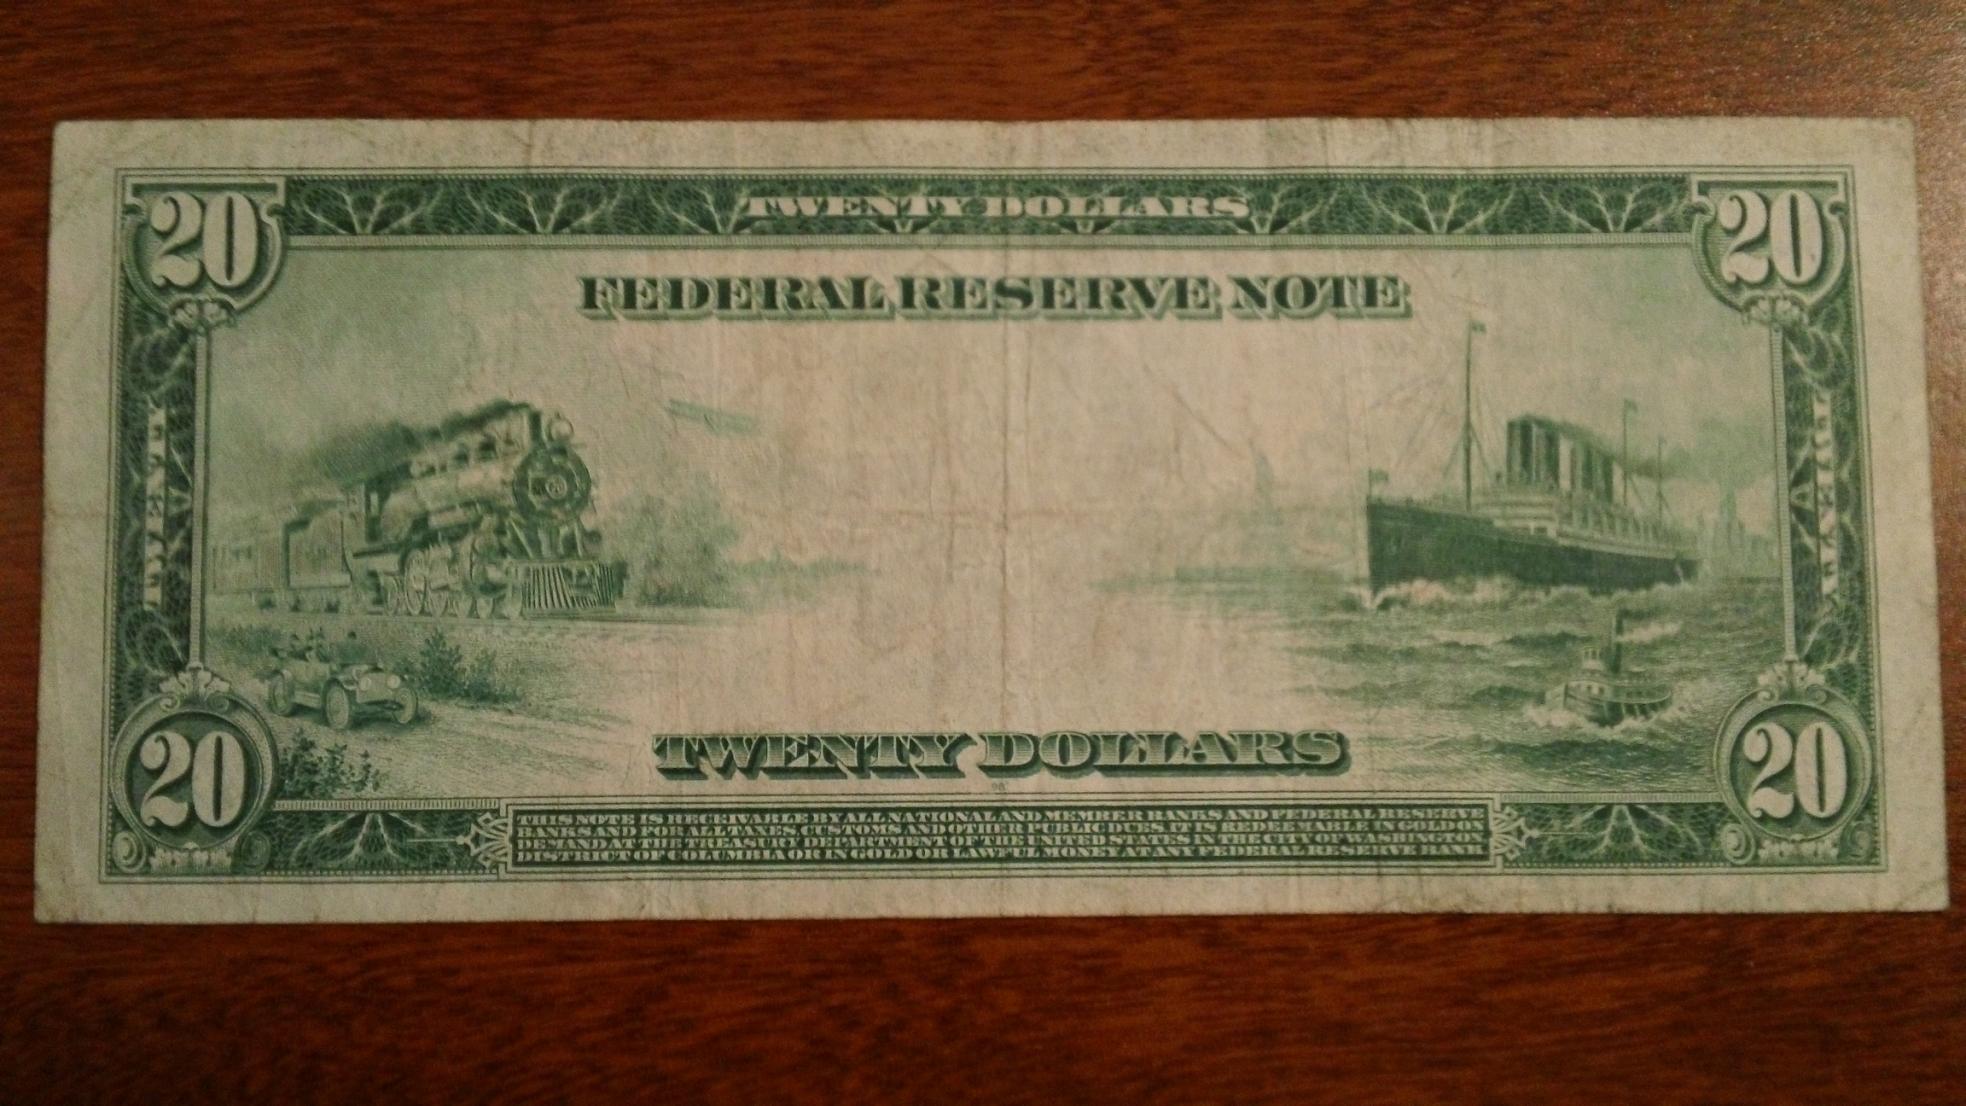 20 TWENTY DOLLARS 20
FEDERAL RESERVE NOTE
TWENTY
TWENTY
TWENTY DOLLARS
98
20 20
THIS NOTE IS RECEIVABLE BY ALL NATIONAL AND MEMBER BANKS AND FEDERAL RESERVE
BANKS AND FOR ALL TAXES, CUSTOMS AND OTHER PUBLIC DUES. IT IS REDEEMABLE IN GOLD ON
DEMAND AT THE TREASURY DEPARTMENT OF THE UNITED STATES IN THE CITY OF WASHINGTON
DISTRICT OF COLUMBIA OR IN GOLD OR LAWFUL MONEY AT ANY FEDERAL RESERVE BANK